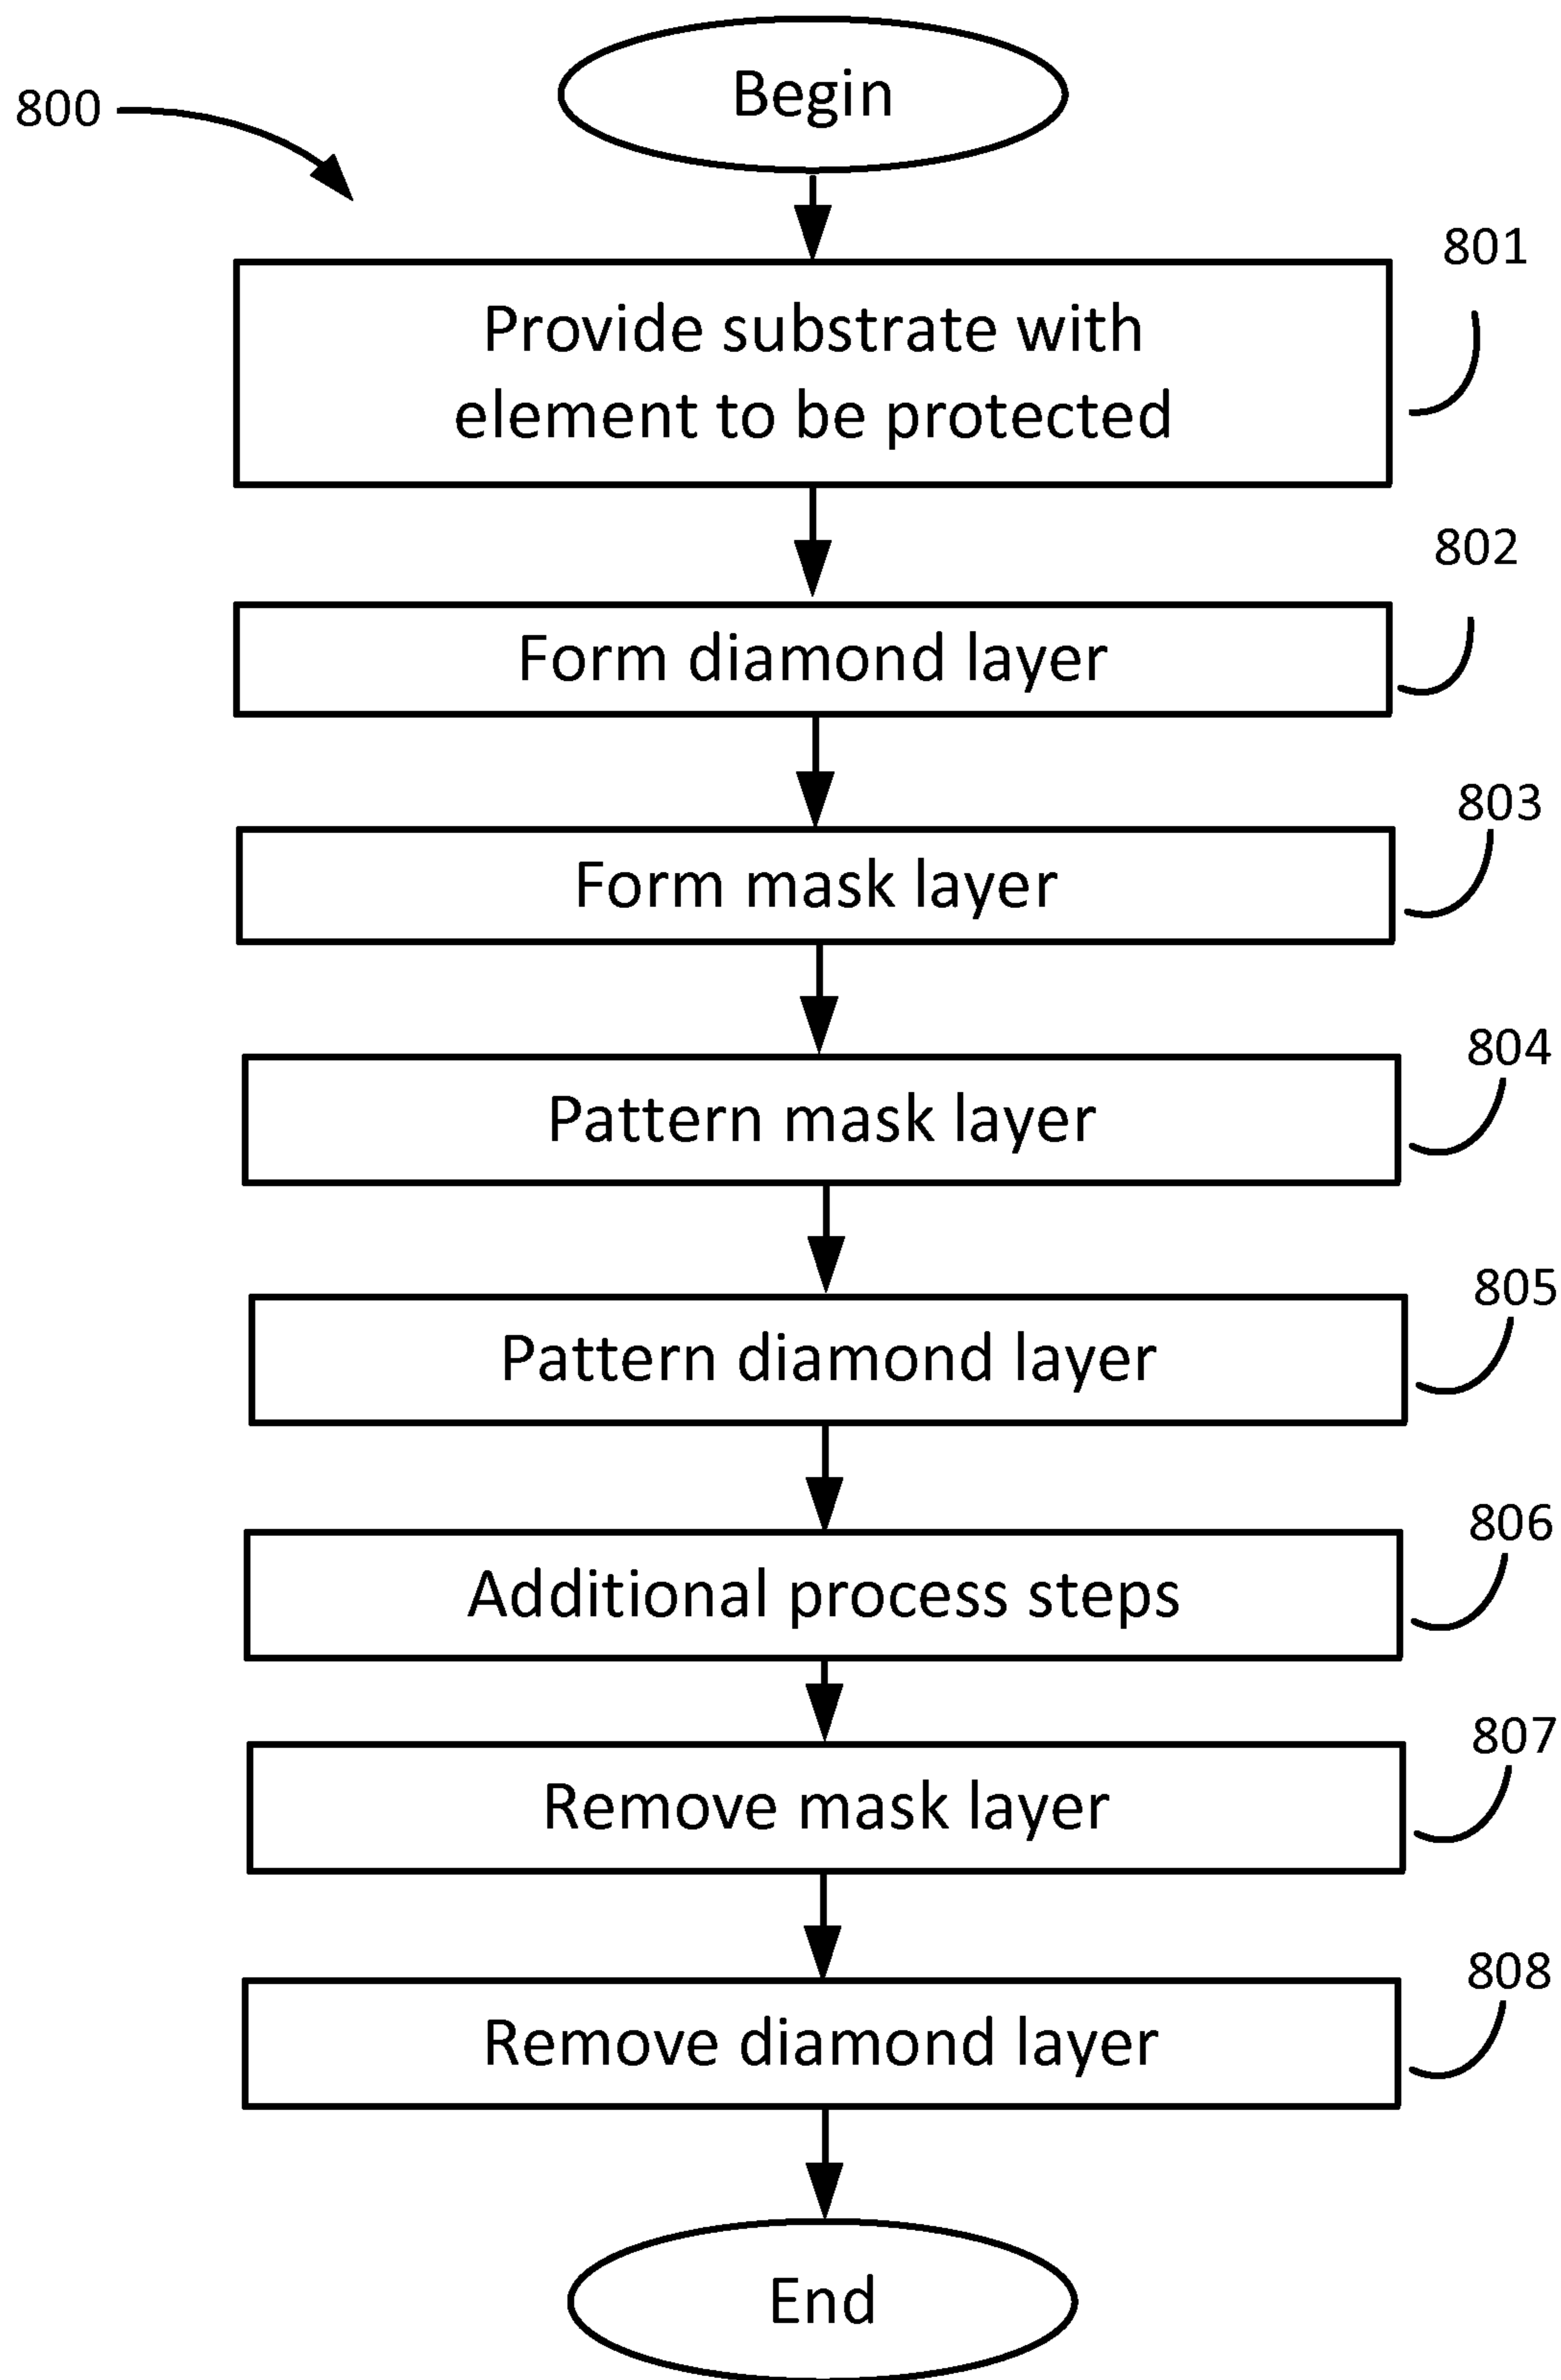 Begin
800
801
Provide substrate with
element to be protected
802
Form diamond layer
803
Form mask layer
804
Pattern mask layer
805
Pattern diamond layer
806
Additional process steps
807
Remove mask layer
808
Remove diamond layer
End